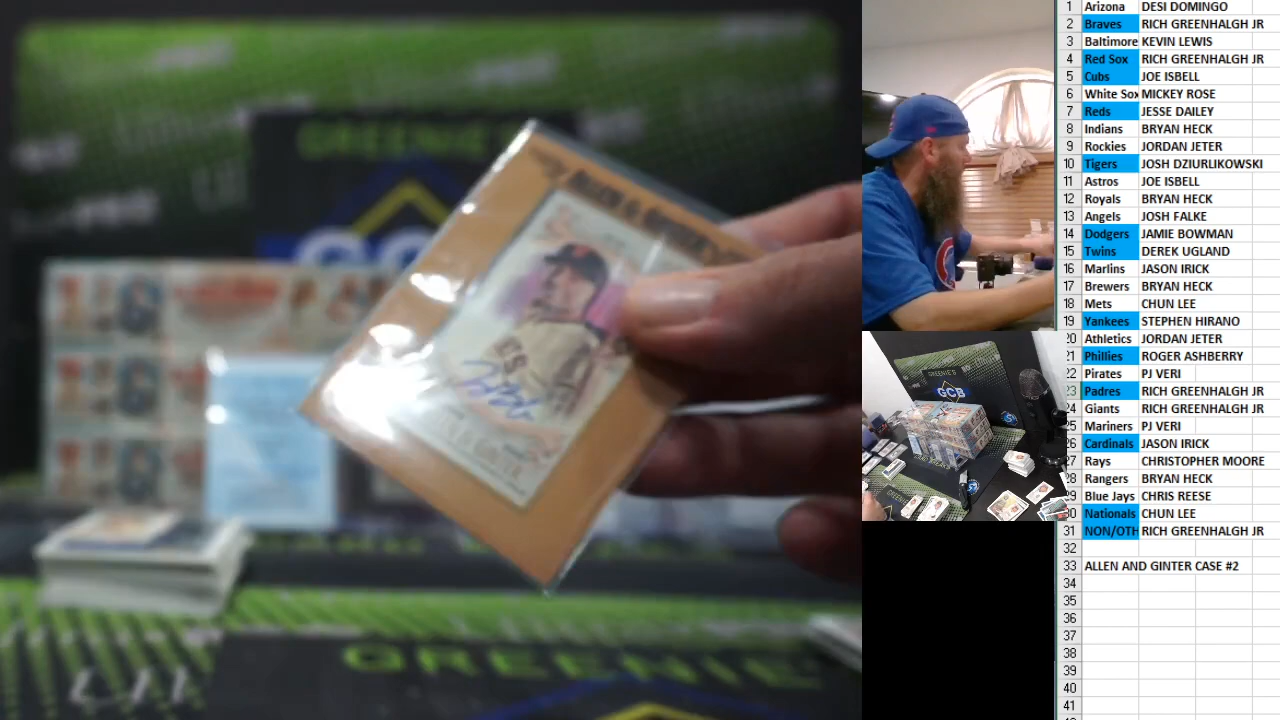 1 Arizona DESI DOMINGO
2 Braves RICH GREENHALGH JR
3 Baltimore KEVIN LEWIS
4 Red Sox RICH GREENHALGH JR
5 Cubs JOE ISBELL
6 White Sox MICKEY ROSE
7 Reds JESSE DAILEY
8 Indians BRYAN HECK
9 Rockies JORDAN JETER
10 Tigers JOSH DZIURLIKOWSKI
11 Astros JOE ISBELL
12 Royals BRYAN HECK
13 Angels JOSH FALKE
14 Dodgers JAMIE BOWMAN
15 Twins DEREK UGLAND
16 Marlins JASON IRICK
17 Brewers BRYAN HECK
18 Mets CHUN LEE
19 Yankees STEPHEN HIRANO
20 Athletics JORDAN JETER
21 Phillies ROGER ASHBERRY
22 Pirates PJ VERI
23 Padres RICH GREENHALGH JR
24 Giants RICH GREENHALGH JR
25 Mariners PJ VERI
26 Cardinals JASON IRICK
27 Rays CHRISTOPHER MOORE
28 Rangers BRYAN HECK
29 Blue Jays CHRIS REESE
30 Nationals CHUN LEE
31 NON/OTH RICH GREENHALGH JR
32
33 ALLEN AND GINTER CASE #2
34
35
36
37
38
39
40
41
GREENIE'S
GCB
GCB
GREENIE